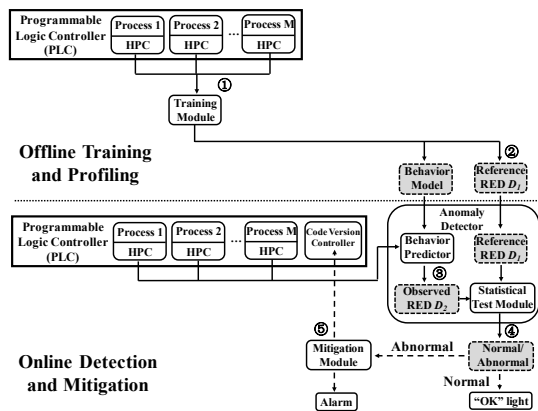 Programmable
Logic Controller
(PLC)
Process 1
HPC
Process 2
HPC
...
Process M
HPC
①
Training
Module
Offline Training
and Profiling
②
Behavior
Model
Reference
RED D₁
Programmable
Logic Controller
(PLC)
Process 1
HPC
Process 2
HPC
...
Process M
HPC
Code Version
Controller
Anomaly
Detector
Behavior
Predictor
Reference
RED D₁
③
Observed
RED D₂
Statistical
Test Module
④
⑤
Online Detection
and Mitigation
Mitigation
Module
Abnormal
Normal/
Abnormal
Normal
Alarm
“OK” light